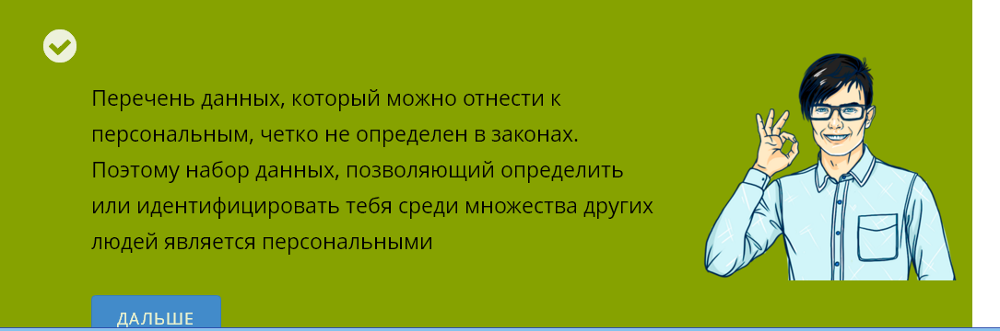 Перечень данных, который можно отнести к
персональным, четко не определен в законах.
Поэтому набор данных, позволяющий определить
или идентифицировать тебя среди множества других
людей является персональными
ДАЛЬШЕ